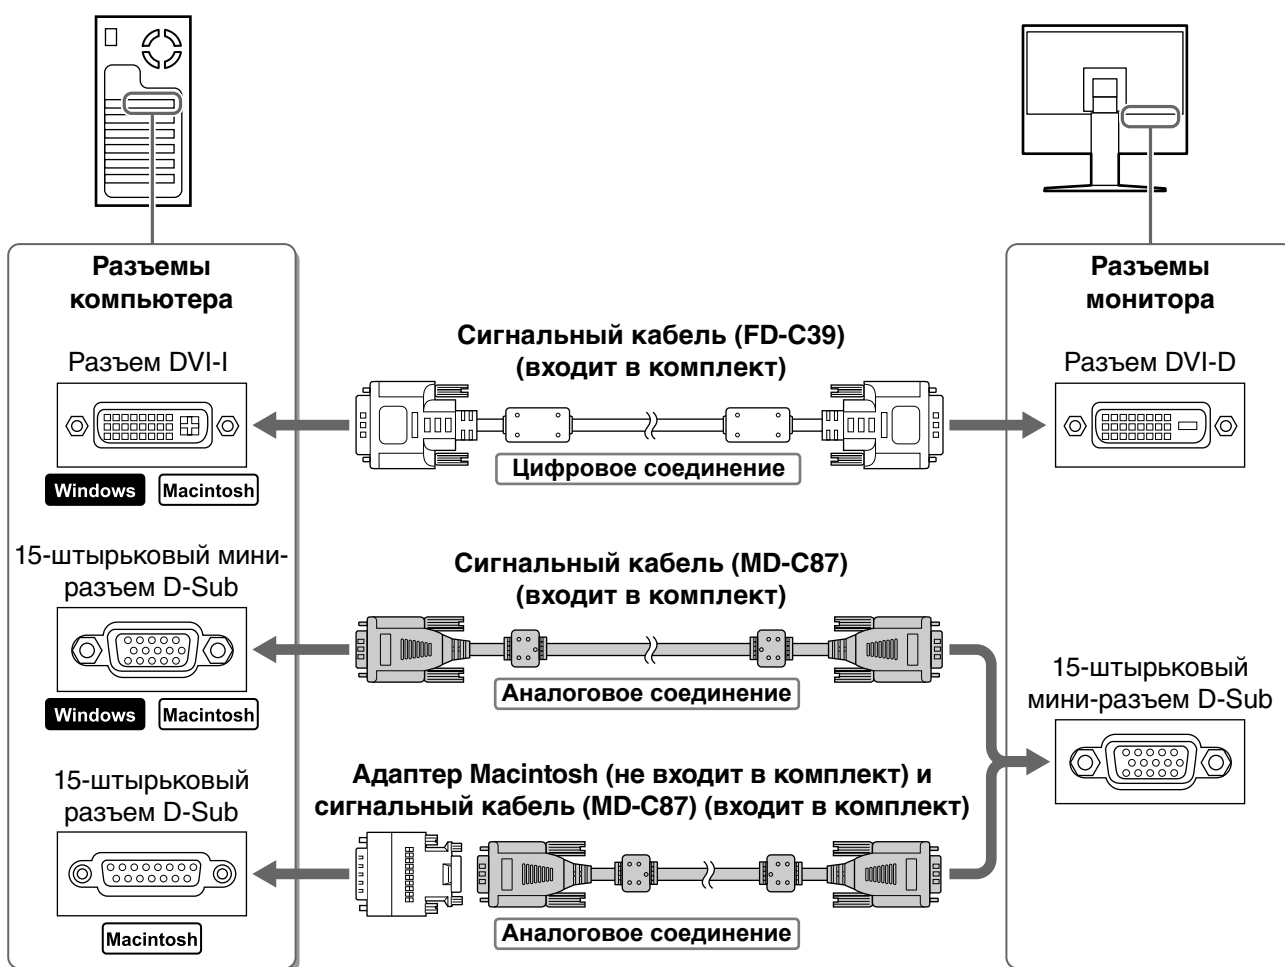 Разъемы
компьютера
Разъем DVI-I
Windows Macintosh
15-штырьковый мини-
разъем D-Sub
Windows Macintosh
15-штырьковый
разъем D-Sub
Macintosh
Сигнальный кабель (FD-C39)
(входит в комплект)
Цифровое соединение
Сигнальный кабель (MD-C87)
(входит в комплект)
Аналоговое соединение
Адаптер Macintosh (не входит в комплект) и
сигнальный кабель (MD-C87) (входит в комплект)
Аналоговое соединение
Разъемы
монитора
Разъем DVI-D
15-штырьковый
мини-разъем D-Sub